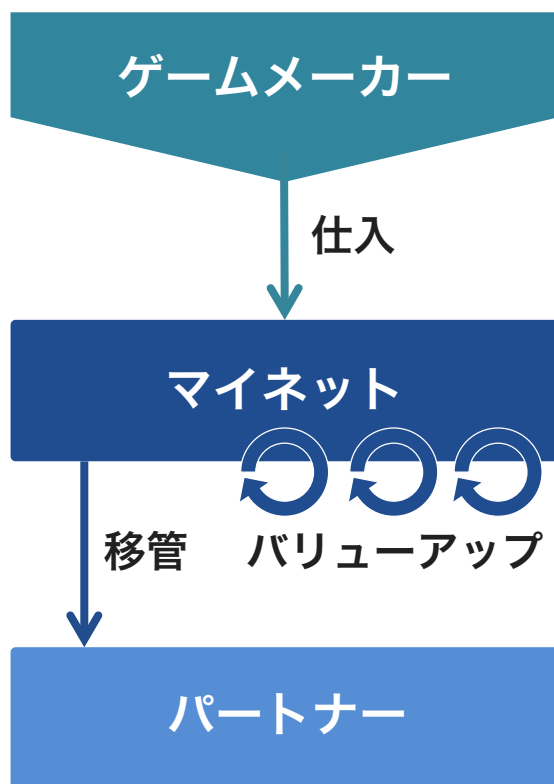 ゲームメーカー
仕入
マイネット
移管
バリューアップ
パートナー